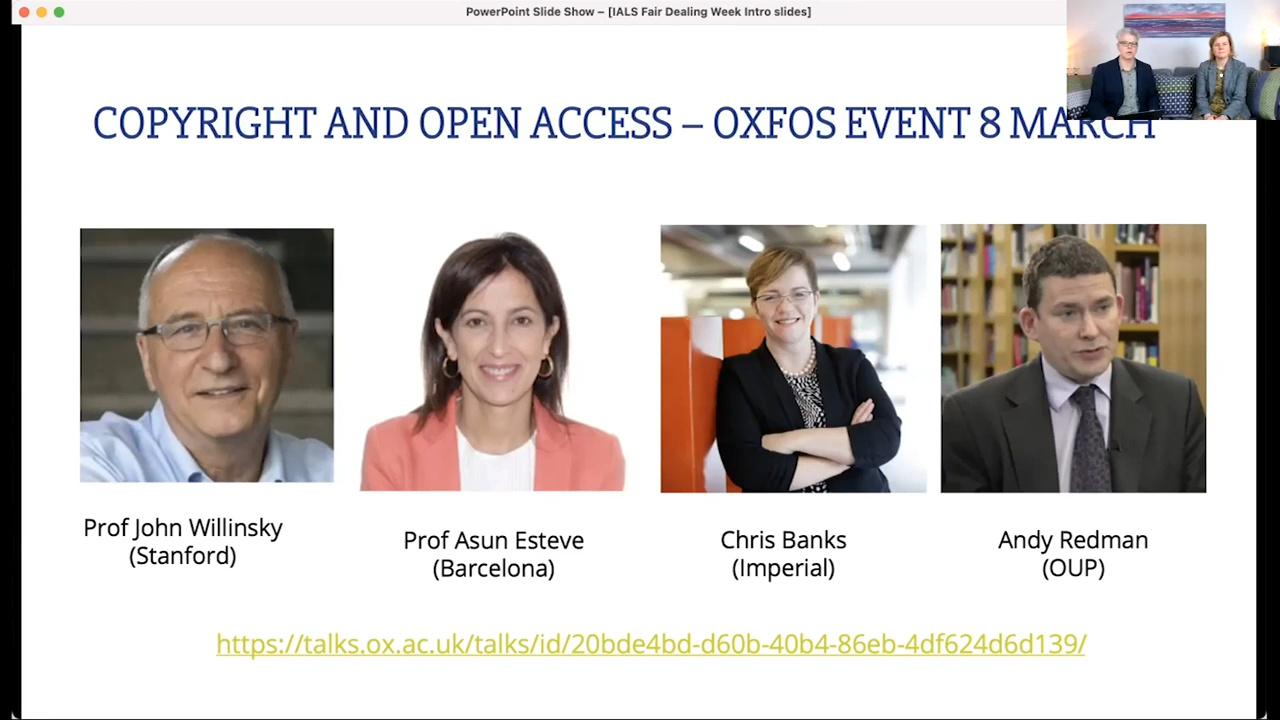 PowerPoint Slide Show – [IALS Fair Dealing Week Intro slides]
COPYRIGHT AND OPEN ACCESS – OXFOS EVENT 8 MARCH
Prof John Willinsky
(Stanford)
Prof Asun Esteve
(Barcelona)
Chris Banks
(Imperial)
Andy Redman
(OUP)
https://talks.ox.ac.uk/talks/id/20bde4bd-d60b-40b4-86eb-4df624d6d139/